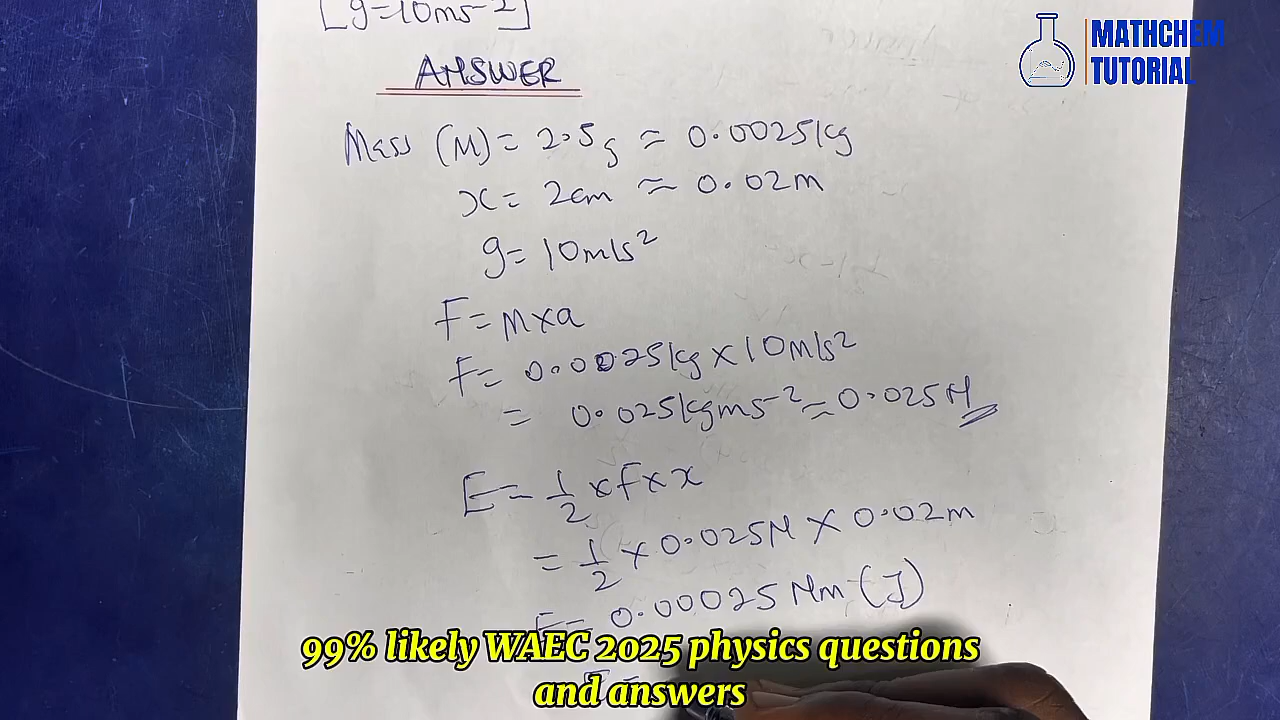 [g=10ms⁻²]
MATHCHEM
TUTORIAL
ANSWER
Mass (M) = 2.5g ≈ 0.0025kg
x = 2cm ≈ 0.02m
g = 10m/s²
F = m×a
F = 0.0025kg × 10m/s²
= 0.025kgms⁻² ≈ 0.025N
E = 1/2 × F × x
= 1/2 × 0.025N × 0.02m
E = 0.00025 Nm (J)
99% likely WAEC 2025 physics questions
and answers